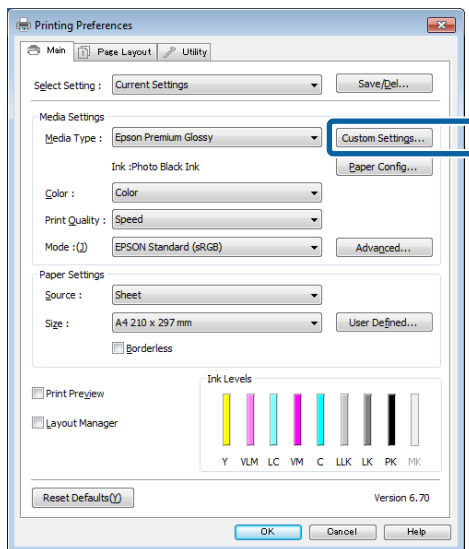 Printing Preferences
Main Page Layout Utility
Select Setting : Current Settings Save/Del...
Media Settings
Media Type : Epson Premium Glossy Custom Settings...
Ink :Photo Black Ink Paper Config...
Color : Color
Print Quality : Speed
Mode :(J) EPSON Standard (sRGB) Advanced...
Paper Settings
Source : Sheet
Size : A4 210 x 297 mm User Defined...
Borderless
Ink Levels
Print Preview
Layout Manager
Y VLM LC VM C LLK LK PK MK
Reset Defaults(Y) Version 6.70
OK Cancel Help